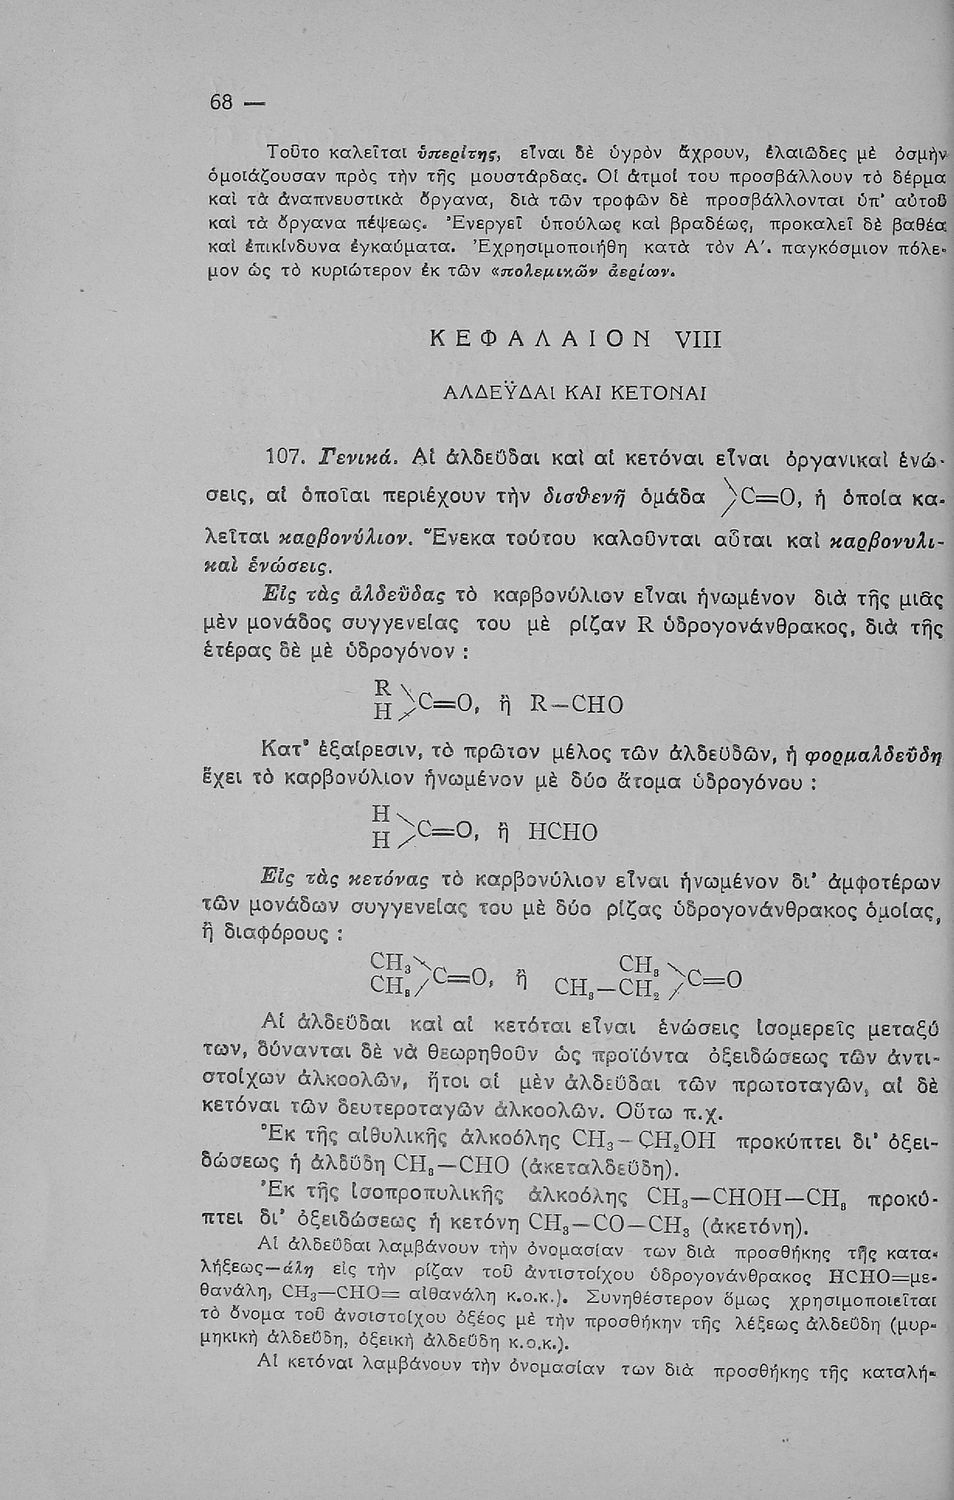 68 —
Τοῦτο καλεῖται ὑπερίτης, εἶναι δὲ ὑγρὸν ἄχρουν, ἐλαιῶδες μὲ ὀσμὴν
ὁμοιάζουσαν πρὸς τὴν τῆς μουστάρδας. Οἱ ἀτμοί του προσβάλλουν τὸ δέρμα
καὶ τὰ ἀναπνευστικὰ ὄργανα, διὰ τῶν τροφῶν δὲ προσβάλλονται ὑπ' αὐτοῦ
καὶ τὰ ὄργανα πέψεως. Ἐνεργεῖ ὑπούλως καὶ βραδέως, προκαλεῖ δὲ βαθέα
καὶ ἐπικίνδυνα ἐγκαύματα. Ἐχρησιμοποιήθη κατὰ τὸν Α'. παγκόσμιον πόλε-
μον ὡς τὸ κυριώτερον ἐκ τῶν «πολεμικῶν ἀερίων.
ΚΕΦΑΛΑΙΟΝ VIII
ΑΛΔΕΫΔΑΙ ΚΑΙ ΚΕΤΟΝΑΙ
107. Γενικά. Αἱ ἀλδεῦδαι καὶ αἱ κετόναι εἶναι ὀργανικαὶ ἑνώ-
σεις, αἱ ὁποῖαι περιέχουν τὴν δισθενῆ ὁμάδα >C=O, ἡ ὁποία κα-
λεῖται καρβονύλιον. Ἕνεκα τούτου καλοῦνται αὗται καὶ καρβονυλι-
καὶ ἑνώσεις.
Εἰς τὰς ἀλδεῦδας τὸ καρβονύλιον εἶναι ἡνωμένον διὰ τῆς μιᾶς
μὲν μονάδος συγγενείας του μὲ ρίζαν R ὑδρογονάνθρακος, διὰ τῆς
ἑτέρας δὲ μὲ ὑδρογόνον :
R
H >C=O, ἢ R—CHO
Κατ' ἐξαίρεσιν, τὸ πρῶτον μέλος τῶν ἀλδεϋδῶν, ἡ φορμαλδεΰδη
ἔχει τὸ καρβονύλιον ἡνωμένον μὲ δύο ἄτομα ὑδρογόνου :
H
H >C=O, ἢ HCHO
Εἰς τὰς κετόνας τὸ καρβονύλιον εἶναι ἡνωμένον δι' ἀμφοτέρων
τῶν μονάδων συγγενείας του μὲ δύο ρίζας ὑδρογονάνθρακος ὁμοίας,
ἢ διαφόρους :
CH₃ CH₃
CH₃ >C=O, ἢ CH₃—CH₂ >C=O
Αἱ ἀλδεῦδαι καὶ αἱ κετόται εἶναι ἑνώσεις ἰσομερεῖς μεταξύ
των, δύνανται δὲ νὰ θεωρηθοῦν ὡς προϊόντα ὀξειδώσεως τῶν ἀντι-
στοίχων ἀλκοολῶν, ἤτοι αἱ μὲν ἀλδεῦδαι τῶν πρωτοταγῶν, αἱ δὲ
κετόναι τῶν δευτεροταγῶν ἀλκοολῶν. Οὕτω π.χ.
Ἐκ τῆς αἰθυλικῆς ἀλκοόλης CH₃—CH₂OH προκύπτει δι' ὀξει-
δώσεως ἡ ἀλδΰδη CH₃—CHO (ἀκεταλδεΰδη).
Ἐκ τῆς ἰσοπροπυλικῆς ἀλκοόλης CH₃—CHOH—CH₃ προκύ-
πτει δι' ὀξειδώσεως ἡ κετόνη CH₃—CO—CH₃ (ἀκετόνη).
Αἱ ἀλδεῦδαι λαμβάνουν τὴν ὀνομασίαν των διὰ προσθήκης τῆς κατα-
λήξεως—άλη εἰς τὴν ρίζαν τοῦ ἀντιστοίχου ὑδρογονάνθρακος HCHO=με-
θανάλη, CH₃—CHO= αἰθανάλη κ.ο.κ.). Συνηθέστερον ὅμως χρησιμοποιεῖται
τὸ ὄνομα τοῦ ἀνσιστοίχου ὀξέος μὲ τὴν προσθήκην τῆς λέξεως ἀλδεΰδη (μυρ-
μηκικὴ ἀλδεΰδη, ὀξεικὴ ἀλδεΰδη κ.ο.κ.).
Αἱ κετόναι λαμβάνουν τὴν ὀνομασίαν των διὰ προσθήκης τῆς καταλή-